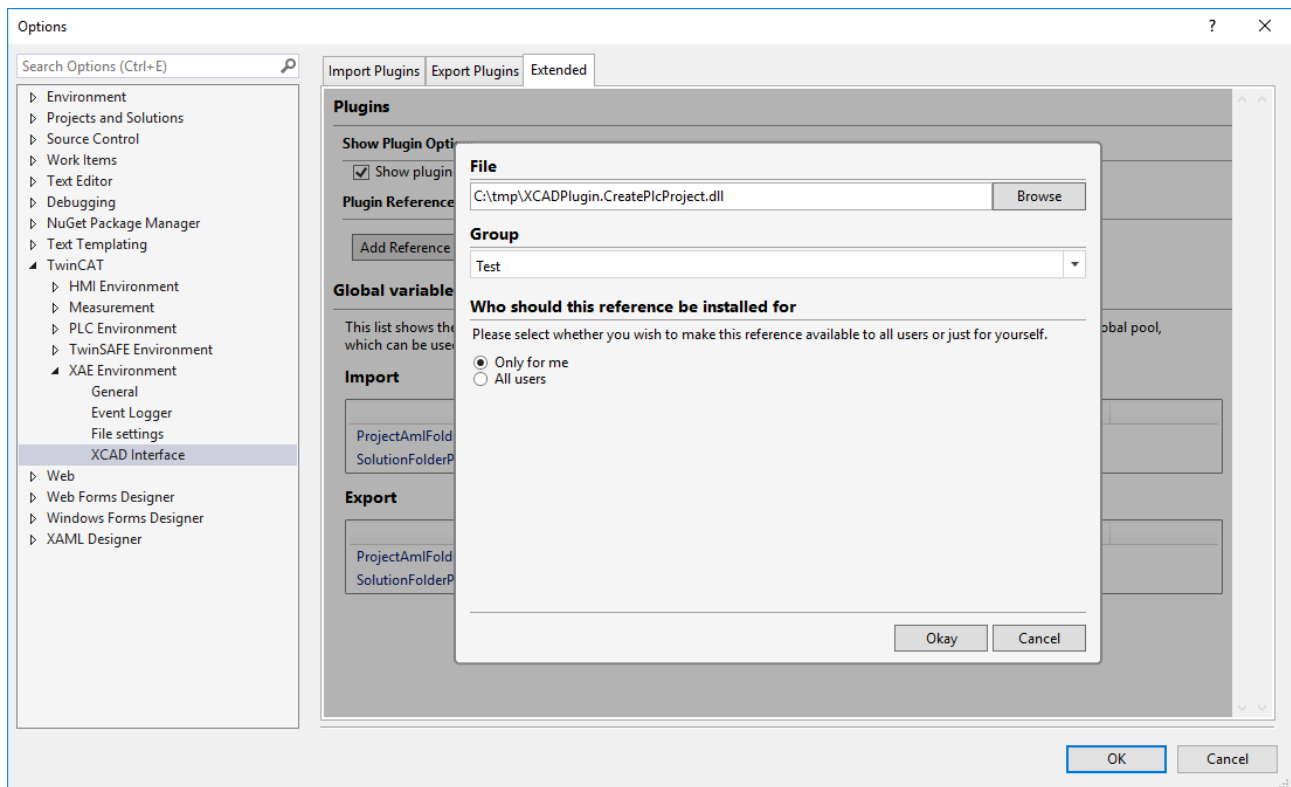 Options
?
Search Options (Ctrl+E)
Environment
Projects and Solutions
Source Control
Work Items
Text Editor
Debugging
NuGet Package Manager
Text Templating
TwinCAT
HMI Environment
Measurement
PLC Environment
TwinSAFE Environment
XAE Environment
General
Event Logger
File settings
XCAD Interface
Web
Web Forms Designer
Windows Forms Designer
XAML Designer
Import Plugins Export Plugins Extended
Plugins
Show Plugin Opti
Show plugin
Plugin Reference
Add Reference
Global variable
This list shows the obal pool,
which can be use
Import
ProjectAmlFold
SolutionFolderP
Export
ProjectAmlFold
SolutionFolderP
File
C:\tmp\XCADPlugin.CreatePlcProject.dll Browse
Group
Test
Who should this reference be installed for
Please select whether you wish to make this reference available to all users or just for yourself.
Only for me
All users
Okay Cancel
OK Cancel